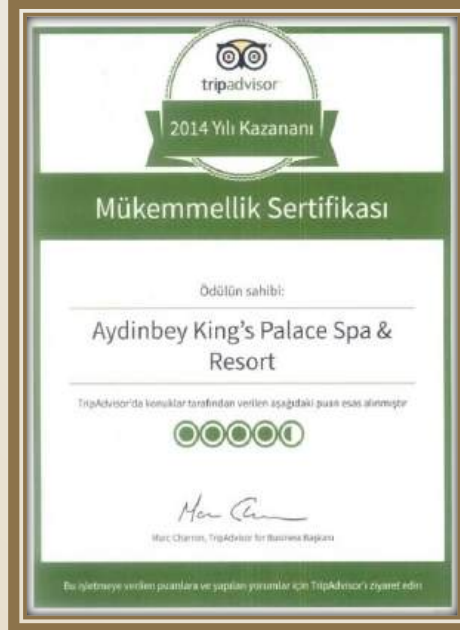 tripadvisor
2014 Yılı Kazananı
Mükemmellik Sertifikası
Ödülün sahibi:
Aydinbey King's Palace Spa &
Resort
TripAdvisor'da konuklar tarafından verilen aşağıdaki puan esas alınmıştır
Marc Charron, TripAdvisor for Business Başkanı
Bu işletmeye verilen puanlara ve yapılan yorumlar için TripAdvisor'ı ziyaret edin